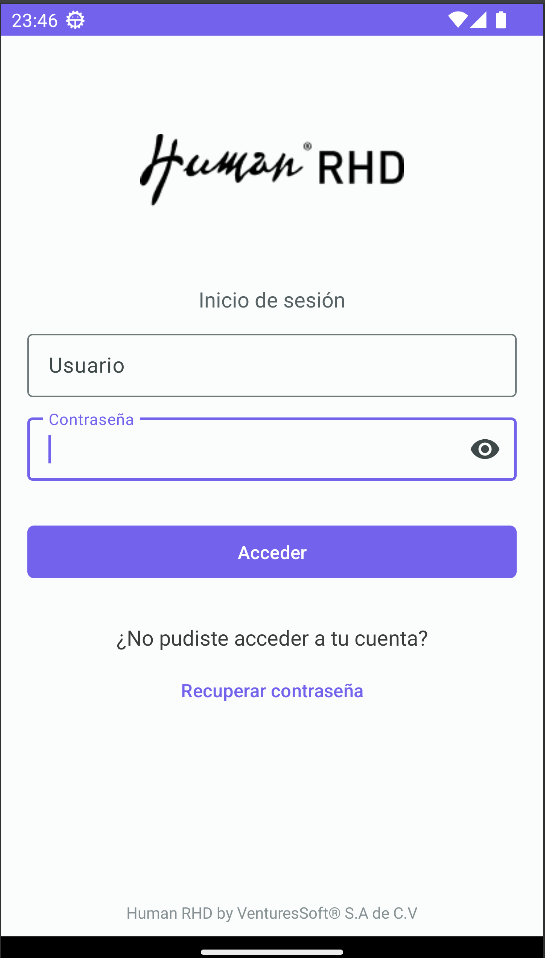 23:46
Human® RHD
Inicio de sesión
Usuario
Contraseña
Acceder
¿No pudiste acceder a tu cuenta?
Recuperar contraseña
Human RHD by VenturesSoft® S.A de C.V